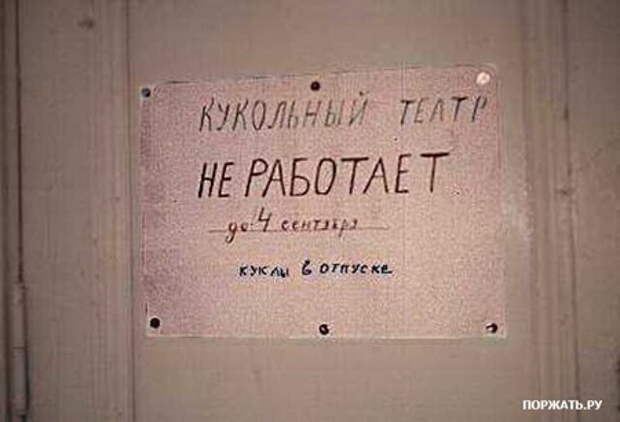 КУКОЛЬНЫЙ ТЕАТР
НЕ РАБОТАЕТ
до 4 сентября
куклы в отпуске
ПОРЖАТЬ.РУ